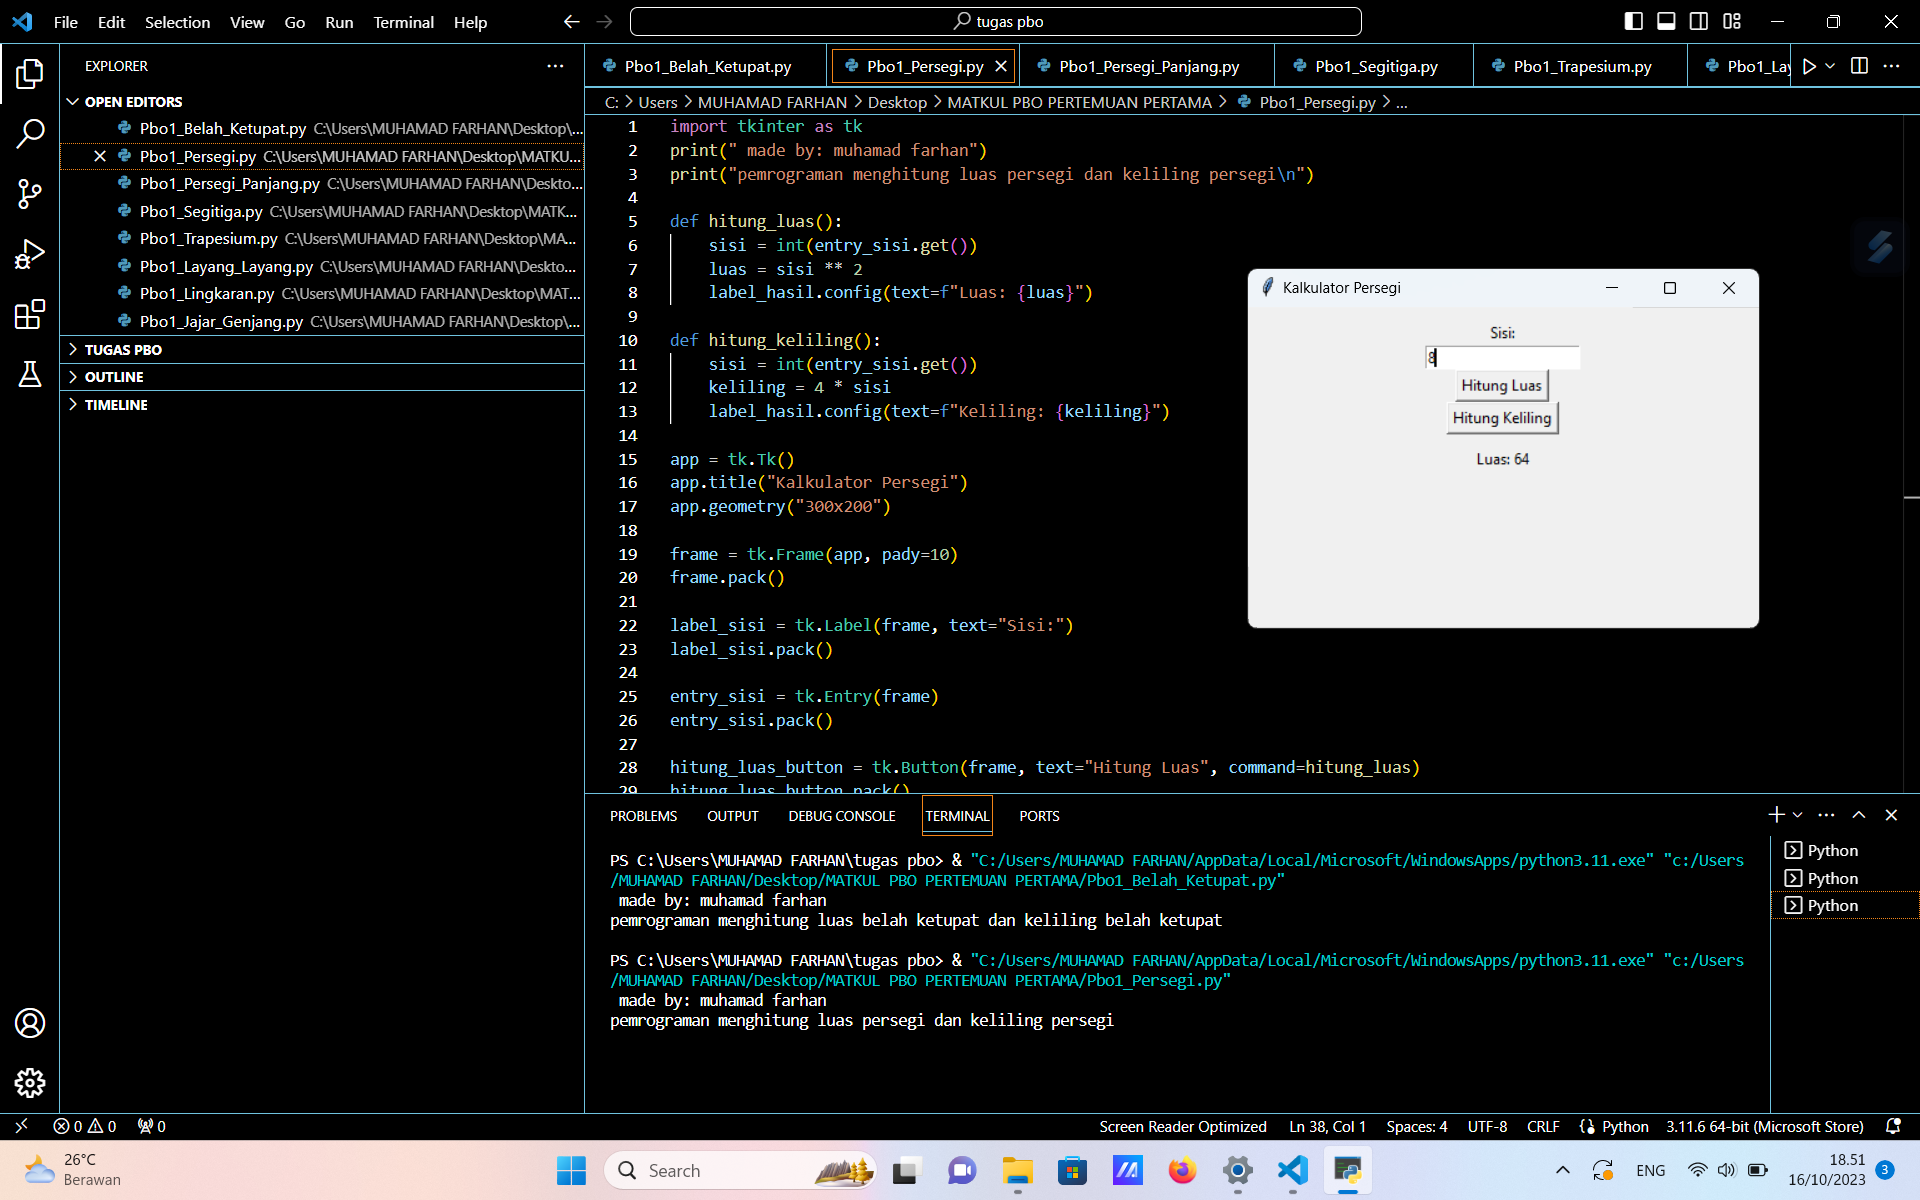 File Edit Selection View Go Run Terminal Help
tugas pbo
EXPLORER
OPEN EDITORS
Pbo1_Belah_Ketupat.py C:\Users\MUHAMAD FARHAN\Desktop\...
Pbo1_Persegi.py C:\Users\MUHAMAD FARHAN\Desktop\MATKU...
Pbo1_Persegi_Panjang.py C:\Users\MUHAMAD FARHAN\Deskto...
Pbo1_Segitiga.py C:\Users\MUHAMAD FARHAN\Desktop\MATK...
Pbo1_Trapesium.py C:\Users\MUHAMAD FARHAN\Desktop\MA...
Pbo1_Layang_Layang.py C:\Users\MUHAMAD FARHAN\Deskto...
Pbo1_Lingkaran.py C:\Users\MUHAMAD FARHAN\Desktop\MAT...
Pbo1_Jajar_Genjang.py C:\Users\MUHAMAD FARHAN\Desktop\...
TUGAS PBO
OUTLINE
TIMELINE
Pbo1_Belah_Ketupat.py Pbo1_Persegi.py Pbo1_Persegi_Panjang.py Pbo1_Segitiga.py Pbo1_Trapesium.py Pbo1_Lay
C: > Users > MUHAMAD FARHAN > Desktop > MATKUL PBO PERTEMUAN PERTAMA > Pbo1_Persegi.py > ...
1 import tkinter as tk
2 print(" made by: muhamad farhan")
3 print("pemrograman menghitung luas persegi dan keliling persegi\n")
4
5 def hitung_luas():
6 sisi = int(entry_sisi.get())
7 luas = sisi ** 2
8 label_hasil.config(text=f"Luas: {luas}")
9
10 def hitung_keliling():
11 sisi = int(entry_sisi.get())
12 keliling = 4 * sisi
13 label_hasil.config(text=f"Keliling: {keliling}")
14
15 app = tk.Tk()
16 app.title("Kalkulator Persegi")
17 app.geometry("300x200")
18
19 frame = tk.Frame(app, pady=10)
20 frame.pack()
21
22 label_sisi = tk.Label(frame, text="Sisi:")
23 label_sisi.pack()
24
25 entry_sisi = tk.Entry(frame)
26 entry_sisi.pack()
27
28 hitung_luas_button = tk.Button(frame, text="Hitung Luas", command=hitung_luas)
29 hitung_luas_button.pack()
Kalkulator Persegi
Sisi:
8
Hitung Luas
Hitung Keliling
Luas: 64
PROBLEMS OUTPUT DEBUG CONSOLE TERMINAL PORTS
PS C:\Users\MUHAMAD FARHAN\tugas pbo> & "C:/Users/MUHAMAD FARHAN/AppData/Local/Microsoft/WindowsApps/python3.11.exe" "c:/Users
/MUHAMAD FARHAN/Desktop/MATKUL PBO PERTEMUAN PERTAMA/Pbo1_Belah_Ketupat.py"
made by: muhamad farhan
pemrograman menghitung luas belah ketupat dan keliling belah ketupat
PS C:\Users\MUHAMAD FARHAN\tugas pbo> & "C:/Users/MUHAMAD FARHAN/AppData/Local/Microsoft/WindowsApps/python3.11.exe" "c:/Users
/MUHAMAD FARHAN/Desktop/MATKUL PBO PERTEMUAN PERTAMA/Pbo1_Persegi.py"
made by: muhamad farhan
pemrograman menghitung luas persegi dan keliling persegi
Python
Python
Python
0 0 0
Screen Reader Optimized Ln 38, Col 1 Spaces: 4 UTF-8 CRLF Python 3.11.6 64-bit (Microsoft Store)
26°C
Berawan
Search
ENG
18.51
16/10/2023
3